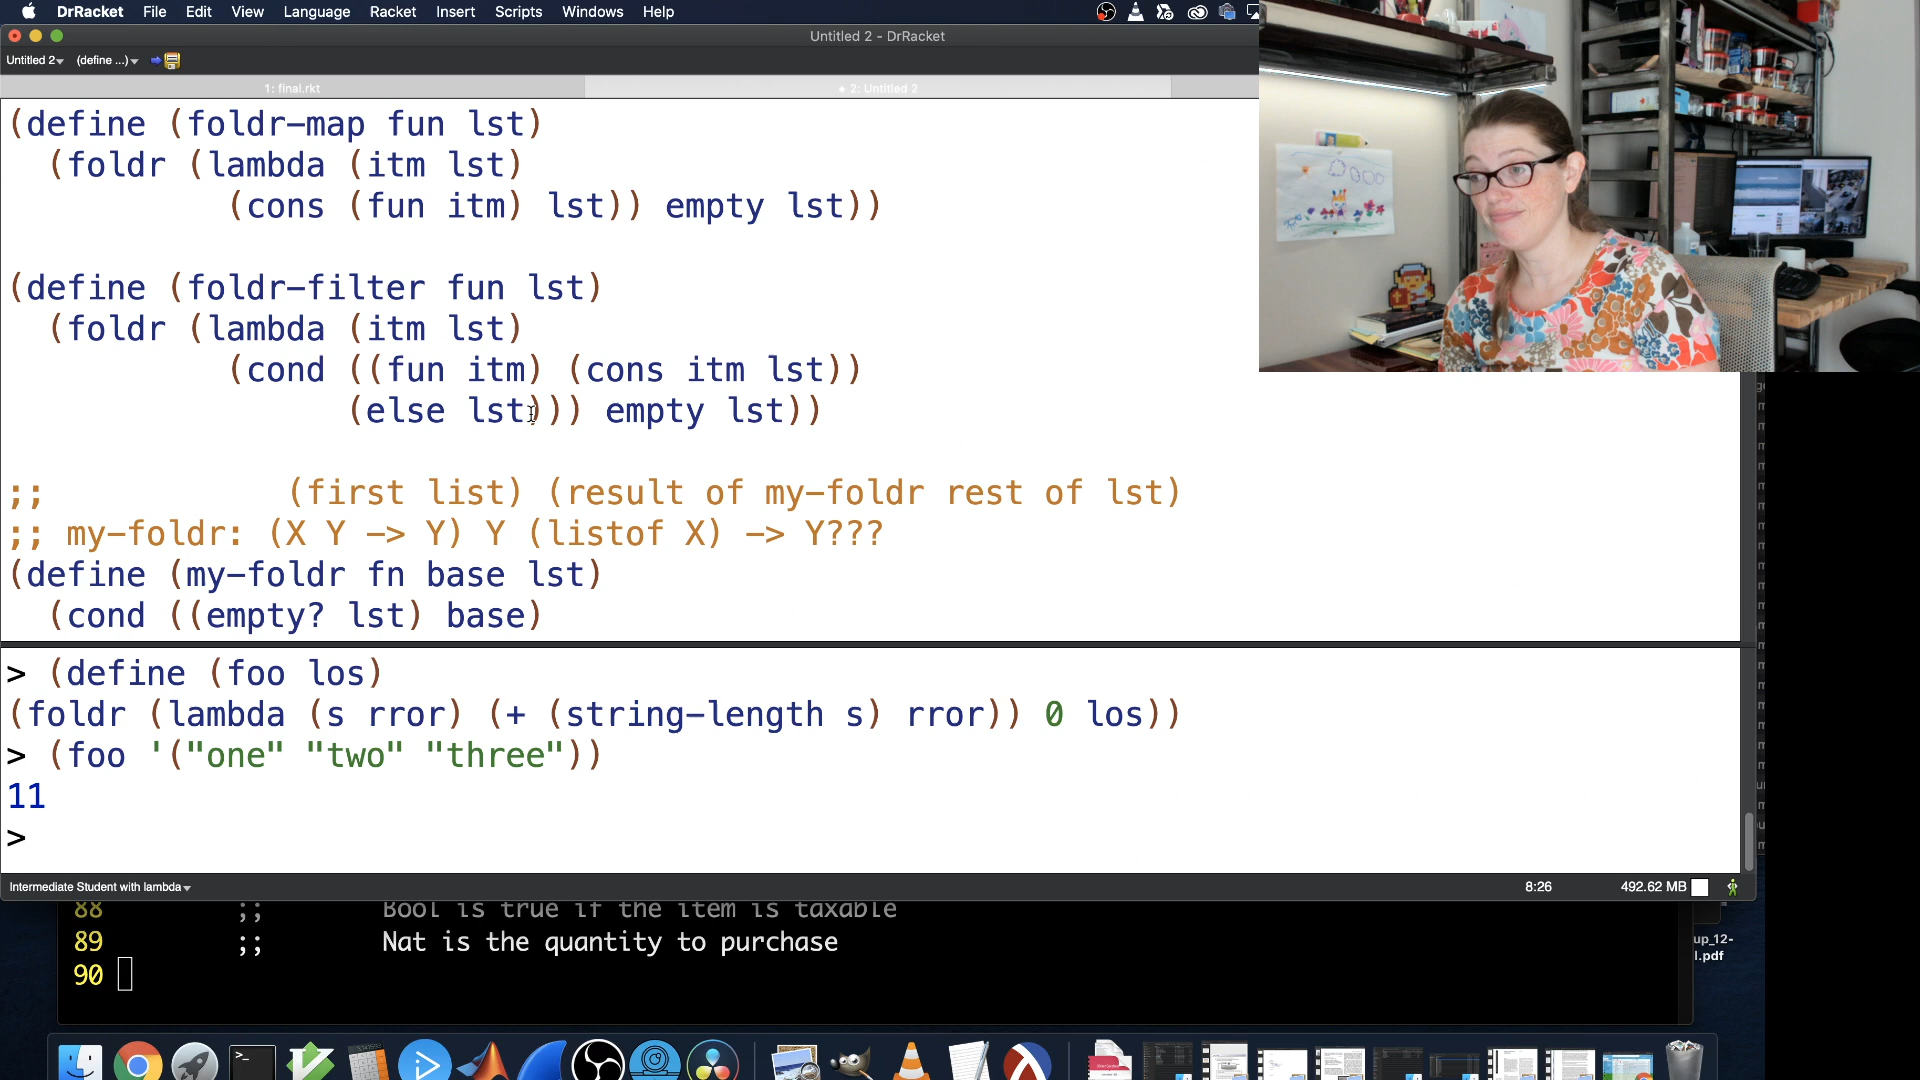 DrRacket File Edit View Language Racket Insert Scripts Windows Help
Untitled 2 - DrRacket
Untitled 2 (define ...)
1: final.rkt
2: Untitled 2
(define (foldr-map fun lst)
(foldr (lambda (itm lst)
(cons (fun itm) lst)) empty lst))
(define (foldr-filter fun lst)
(foldr (lambda (itm lst)
(cond ((fun itm) (cons itm lst))
(else lst))) empty lst))
;; (first list) (result of my-foldr rest of lst)
;; my-foldr: (X Y -> Y) Y (listof X) -> Y???
(define (my-foldr fn base lst)
(cond ((empty? lst) base)
> (define (foo los)
(foldr (lambda (s rror) (+ (string-length s) rror)) 0 los))
> (foo '("one" "two" "three"))
11
>
Intermediate Student with lambda
8:26
492.62 MB
88 ;; Bool is true if the item is taxable
89 ;; Nat is the quantity to purchase
90
up_12-
l.pdf